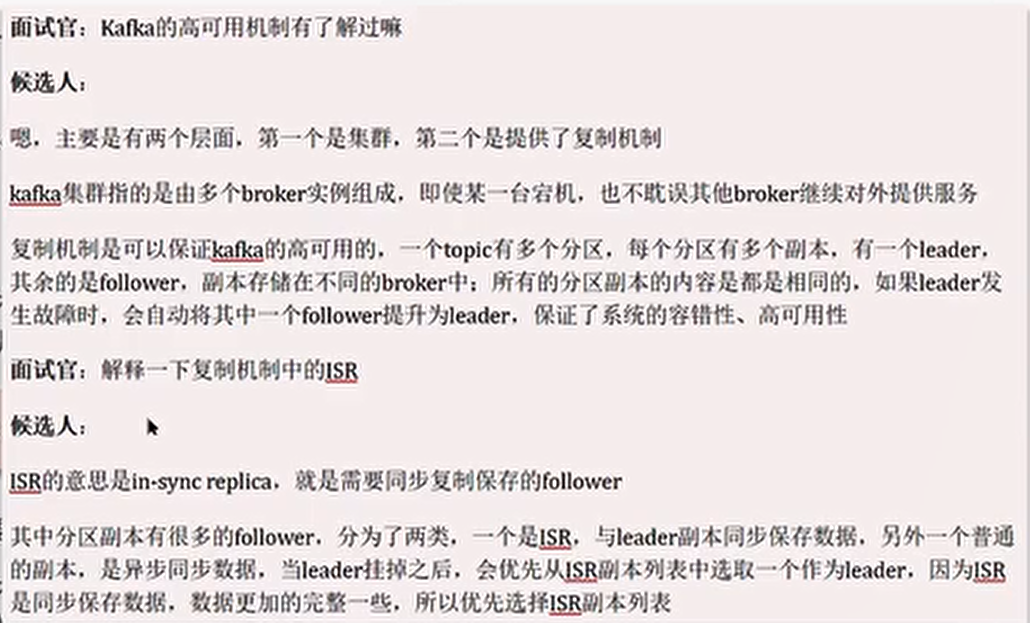 面试官：Kafka的高可用机制有了解过嘛
候选人：
嗯，主要是有两个层面，第一个是集群，第二个是提供了复制机制
kafka集群指的是由多个broker实例组成，即使某一台宕机，也不耽误其他broker继续对外提供服务
复制机制是可以保证kafka的高可用的，一个topic有多个分区，每个分区有多个副本，有一个leader，
其余的是follower，副本存储在不同的broker中；所有的分区副本的内容是都是相同的，如果leader发
生故障时，会自动将其中一个follower提升为leader，保证了系统的容错性、高可用性
面试官：解释一下复制机制中的ISR
候选人：
ISR的意思是in-sync replica，就是需要同步复制保存的follower
其中分区副本有很多的follower，分为了两类，一个是ISR，与leader副本同步保存数据，另外一个普通
的副本，是异步同步数据，当leader挂掉之后，会优先从ISR副本列表中选取一个作为leader，因为ISR
是同步保存数据，数据更加的完整一些，所以优先选择ISR副本列表